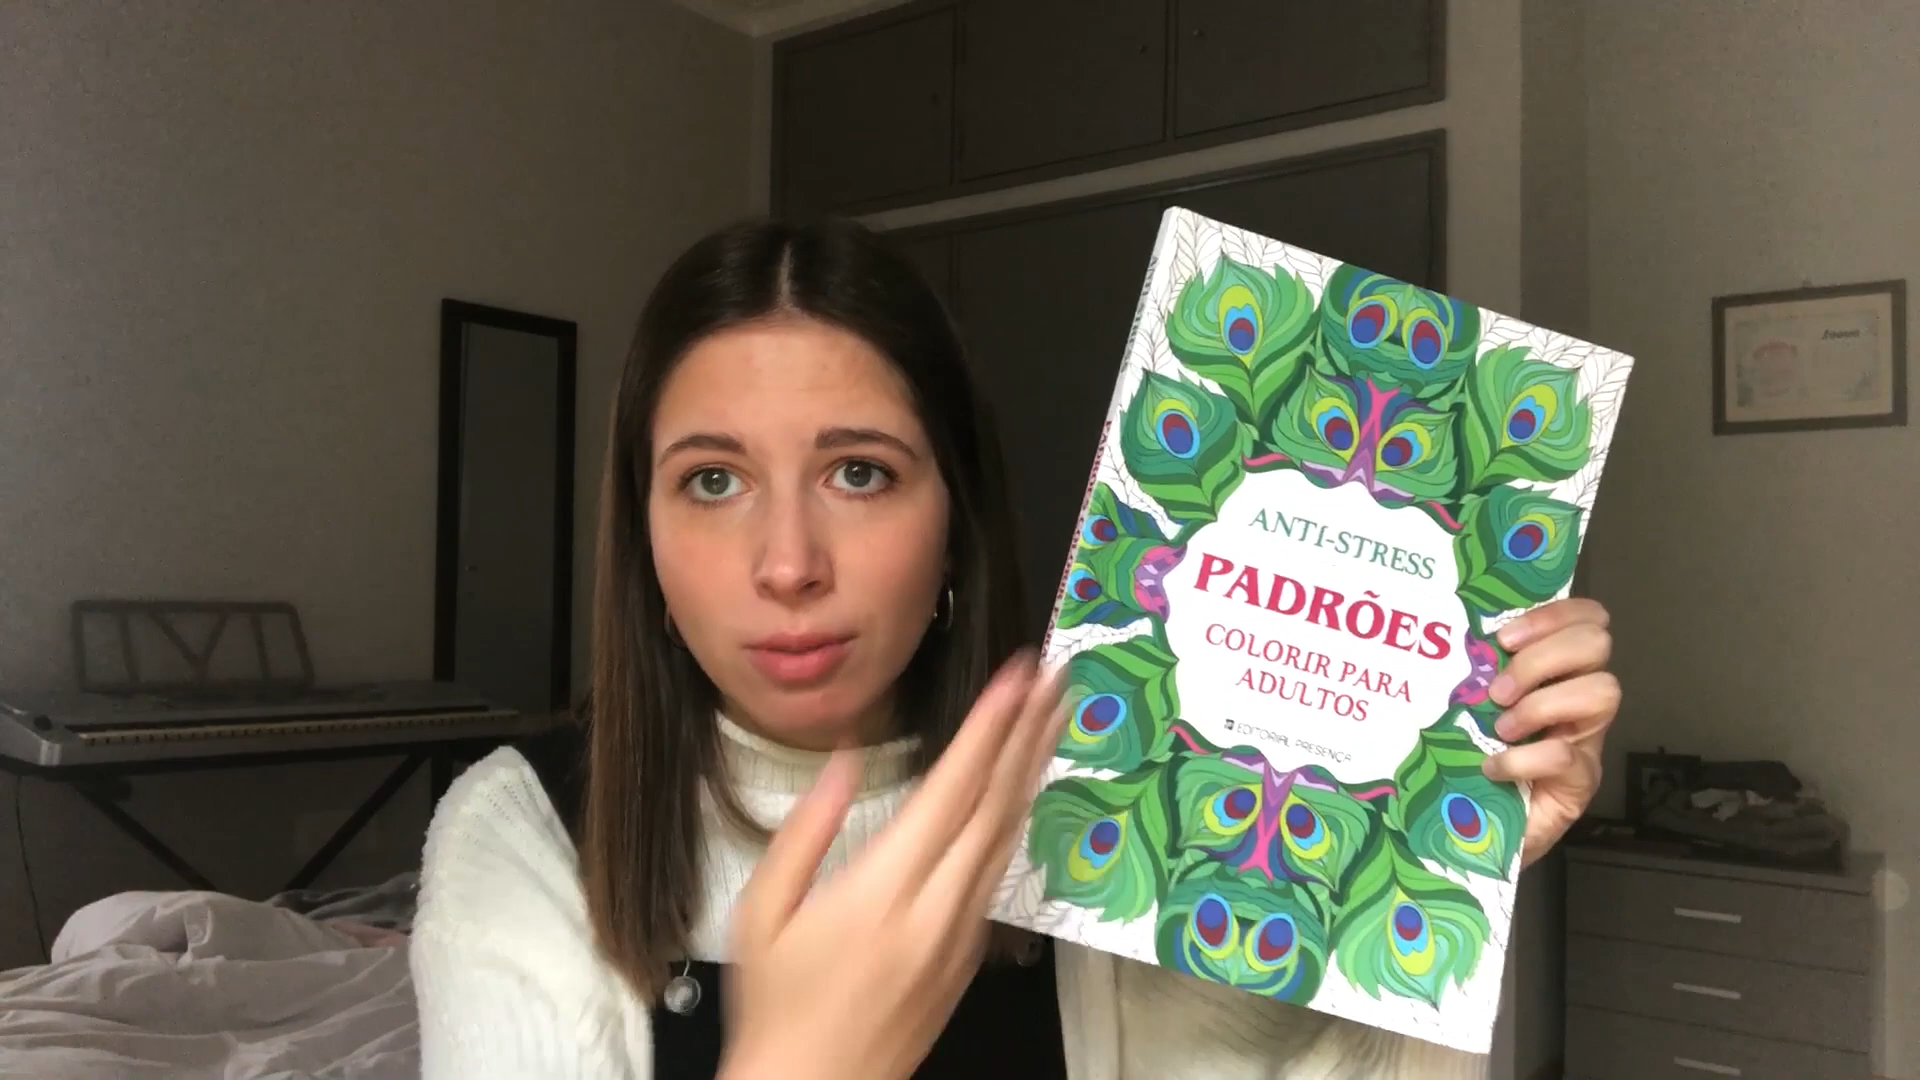 ANTI-STRESS
PADRÕES
COLORIR PARA
ADULTOS
EDITORIAL PRESENÇA